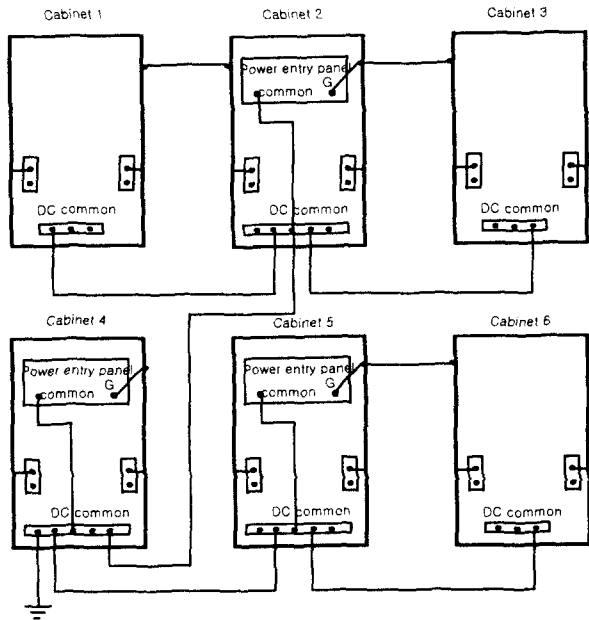 Cabinet 1
Cabinet 2
Cabinet 3
Power entry panel
common
G
DC common
DC common
DC common
Cabinet 4
Cabinet 5
Cabinet 6
Power entry panel
common
G
Power entry panel
common
G
DC common
DC common
DC common